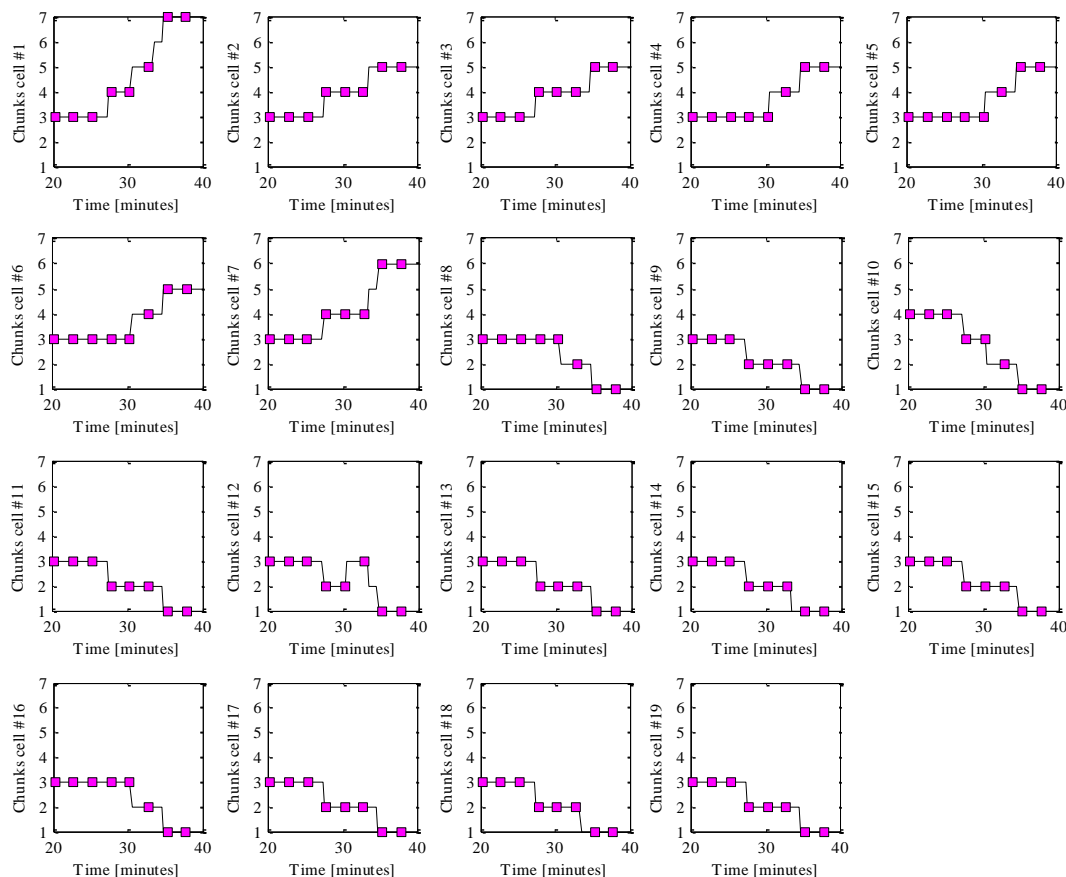 7 7 7 7 7
6 6 6 6 6
5 5 5 5 5
4 4 4 4 4
3 3 3 3 3
2 2 2 2 2
1 1 1 1 1
Chunks cell #1 Chunks cell #2 Chunks cell #3 Chunks cell #4 Chunks cell #5
20 30 40 20 30 40 20 30 40 20 30 40 20 30 40
Time [minutes] Time [minutes] Time [minutes] Time [minutes] Time [minutes]
7 7 7 7 7
6 6 6 6 6
5 5 5 5 5
4 4 4 4 4
3 3 3 3 3
2 2 2 2 2
1 1 1 1 1
Chunks cell #6 Chunks cell #7 Chunks cell #8 Chunks cell #9 Chunks cell #10
20 30 40 20 30 40 20 30 40 20 30 40 20 30 40
Time [minutes] Time [minutes] Time [minutes] Time [minutes] Time [minutes]
7 7 7 7 7
6 6 6 6 6
5 5 5 5 5
4 4 4 4 4
3 3 3 3 3
2 2 2 2 2
1 1 1 1 1
Chunks cell #11 Chunks cell #12 Chunks cell #13 Chunks cell #14 Chunks cell #15
20 30 40 20 30 40 20 30 40 20 30 40 20 30 40
Time [minutes] Time [minutes] Time [minutes] Time [minutes] Time [minutes]
7 7 7 7
6 6 6 6
5 5 5 5
4 4 4 4
3 3 3 3
2 2 2 2
1 1 1 1
Chunks cell #16 Chunks cell #17 Chunks cell #18 Chunks cell #19
20 30 40 20 30 40 20 30 40 20 30 40
Time [minutes] Time [minutes] Time [minutes] Time [minutes]